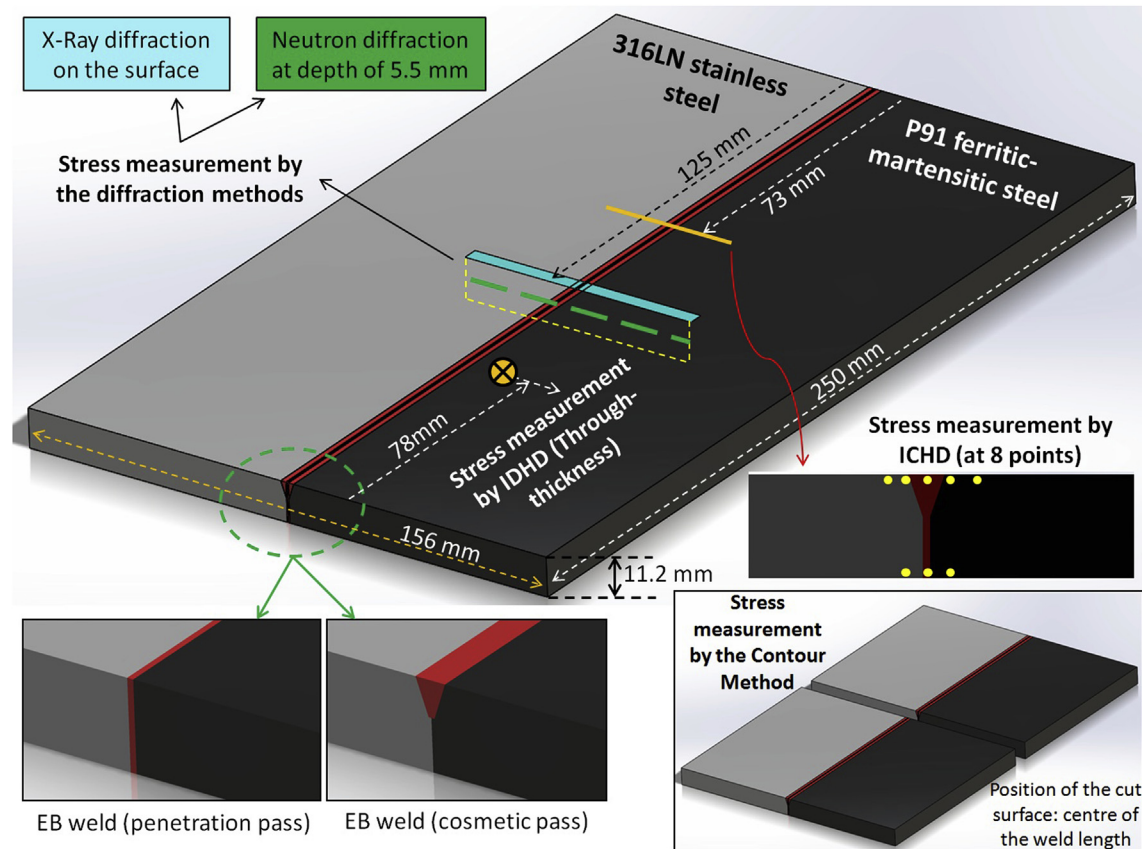 X-Ray diffraction
on the surface
Neutron diffraction
at depth of 5.5 mm
Stress measurement by
the diffraction methods
316LN stainless
steel
P91 ferritic-
martensitic steel
125 mm
73 mm
250 mm
78mm
Stress measurement
by IDHD (Through-
thickness)
156 mm
11.2 mm
Stress measurement by
ICHD (at 8 points)
EB weld (penetration pass)
EB weld (cosmetic pass)
Stress
measurement
by the Contour
Method
Position of the cut
surface: centre of
the weld length